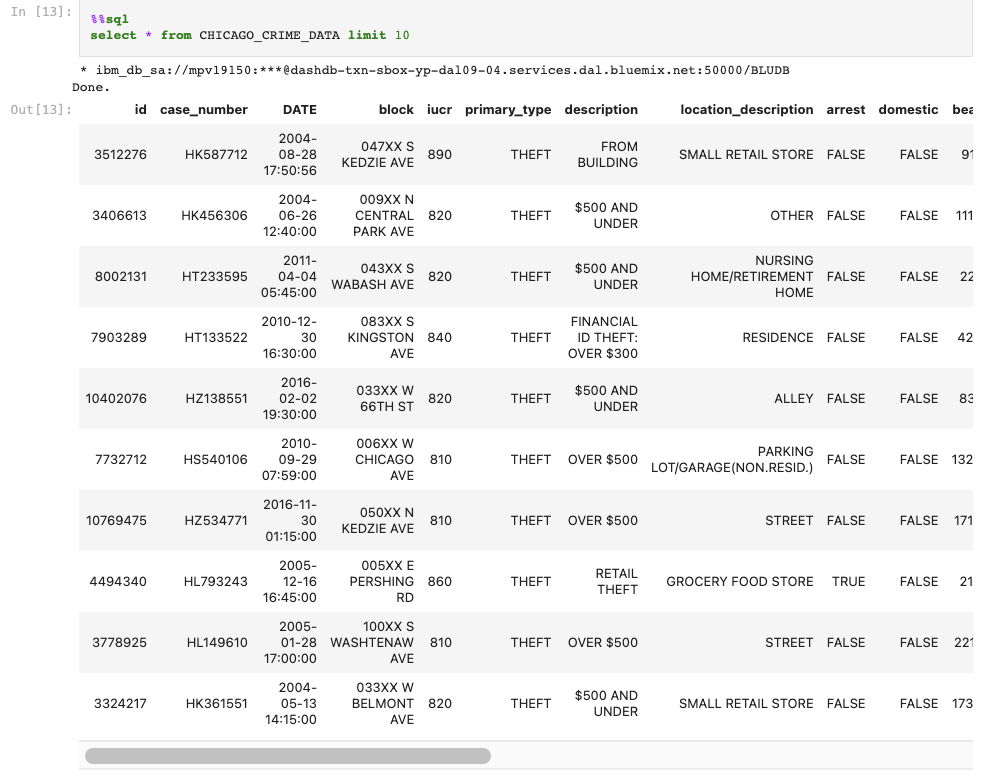 In [13]:
%%sql
select * from CHICAGO_CRIME_DATA limit 10
* ibm_db_sa://mpv19150:***@dashdb-txn-sbox-yp-dal09-04.services.dal.bluemix.net:50000/BLUDB
Done.
Out[13]:
id case_number DATE block iucr primary_type description location_description arrest domestic bea
3512276 HK587712 2004-08-28 17:50:56 047XX S KEDZIE AVE 890 THEFT FROM BUILDING SMALL RETAIL STORE FALSE FALSE 91
3406613 HK456306 2004-06-26 12:40:00 009XX N CENTRAL PARK AVE 820 THEFT $500 AND UNDER OTHER FALSE FALSE 111
8002131 HT233595 2011-04-04 05:45:00 043XX S WABASH AVE 820 THEFT $500 AND UNDER NURSING HOME/RETIREMENT HOME FALSE FALSE 22
7903289 HT133522 2010-12-30 16:30:00 083XX S KINGSTON AVE 840 THEFT FINANCIAL ID THEFT: OVER $300 RESIDENCE FALSE FALSE 42
10402076 HZ138551 2016-02-02 19:30:00 033XX W 66TH ST 820 THEFT $500 AND UNDER ALLEY FALSE FALSE 83
7732712 HS540106 2010-09-29 07:59:00 006XX W CHICAGO AVE 810 THEFT OVER $500 PARKING LOT/GARAGE(NON.RESID.) FALSE FALSE 132
10769475 HZ534771 2016-11-30 01:15:00 050XX N KEDZIE AVE 810 THEFT OVER $500 STREET FALSE FALSE 171
4494340 HL793243 2005-12-16 16:45:00 005XX E PERSHING RD 860 THEFT RETAIL THEFT GROCERY FOOD STORE TRUE FALSE 21
3778925 HL149610 2005-01-28 17:00:00 100XX S WASHTENAW AVE 810 THEFT OVER $500 STREET FALSE FALSE 221
3324217 HK361551 2004-05-13 14:15:00 033XX W BELMONT AVE 820 THEFT $500 AND UNDER SMALL RETAIL STORE FALSE FALSE 173